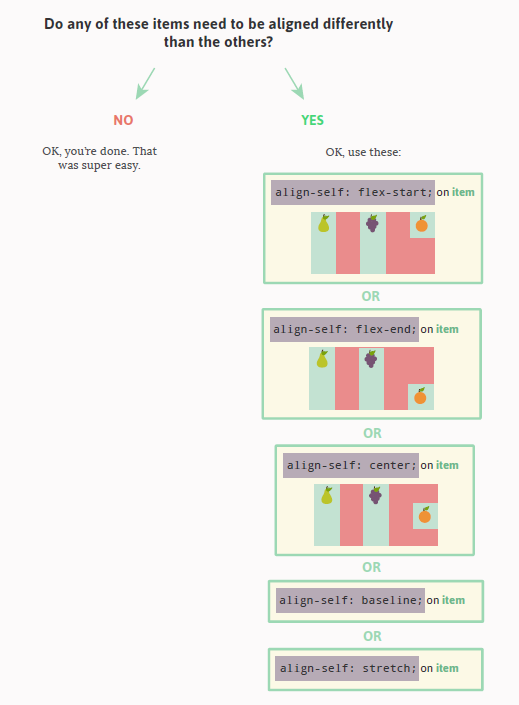 Do any of these items need to be aligned differently
than the others?
NO
YES
OK, you're done. That
was super easy.
OK, use these:
align-self: flex-start; on item
OR
align-self: flex-end; on item
OR
align-self: center; on item
OR
align-self: baseline; on item
OR
align-self: stretch; on item